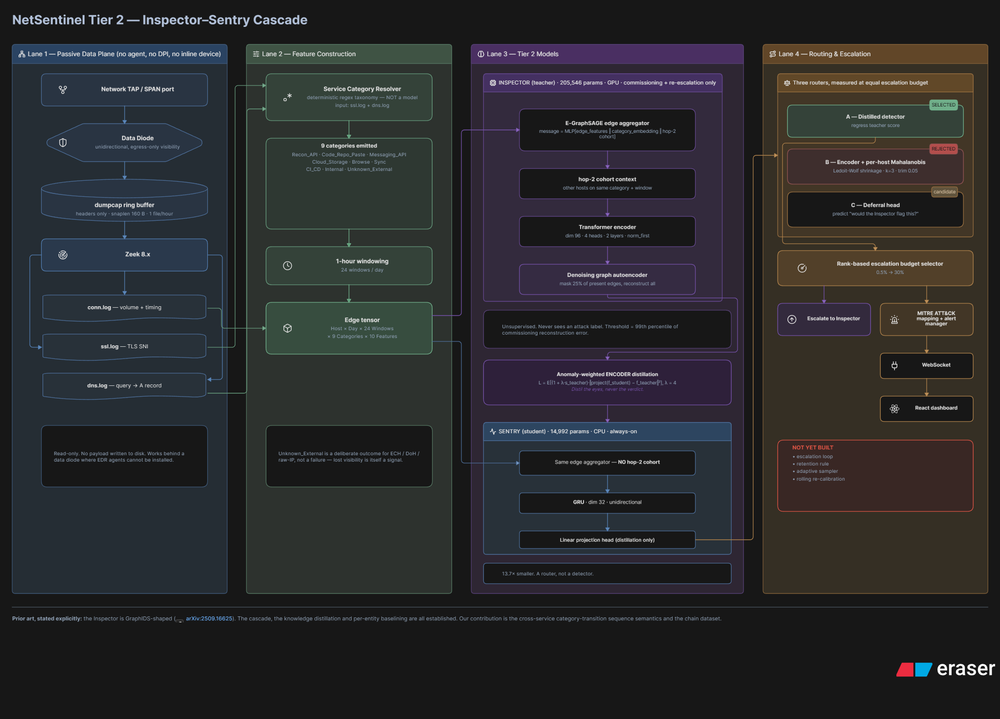 NetSentinel Tier 2 — Inspector–Sentry Cascade
Lane 1 — Passive Data Plane (no agent, no DPI, no inline device)
Network TAP / SPAN port
Data Diode
unidirectional, egress-only visibility
dumpcap ring buffer
headers only · snaplen 160 B · 1 file/hour
Zeek 8.x
conn.log — volume + timing
ssl.log — TLS SNI
dns.log — query → A record
Read-only. No payload written to disk. Works behind a
data diode where EDR agents cannot be installed.
Lane 2 — Feature Construction
Service Category Resolver
deterministic regex taxonomy — NOT a model
input: ssl.log + dns.log
9 categories emitted
Recon_API · Code_Repo_Paste · Messaging_API
Cloud_Storage · Browse · Sync
CI_CD · Internal · Unknown_External
1-hour windowing
24 windows / day
Edge tensor
Host × Day × 24 Windows
× 9 Categories × 10 Features
Unknown_External is a deliberate outcome for ECH / DoH /
raw-IP, not a failure — lost visibility is itself a signal.
Lane 3 — Tier 2 Models
INSPECTOR (teacher) · 205,546 params · GPU · commissioning + re-escalation only
E-GraphSAGE edge aggregator
message = MLP[edge_features ‖ category_embedding ‖ hop-2
cohort]
hop-2 cohort context
other hosts on same category + window
Transformer encoder
dim 96 · 4 heads · 2 layers · norm_first
Denoising graph autoencoder
mask 25% of present edges, reconstruct all
Unsupervised. Never sees an attack label. Threshold = 99th percentile of
commissioning reconstruction error.
Anomaly-weighted ENCODER distillation
L = E[(1 + λ·s_teacher)·‖project(f_student) − f_teacher‖²], λ = 4
Distil the eyes, never the verdict.
SENTRY (student) · 14,992 params · CPU · always-on
Same edge aggregator — NO hop-2 cohort
GRU · dim 32 · unidirectional
Linear projection head (distillation only)
13.7× smaller. A router, not a detector.
Lane 4 — Routing & Escalation
Three routers, measured at equal escalation budget
SELECTED
A — Distilled detector
regress teacher score
REJECTED
B — Encoder + per-host Mahalanobis
Ledoit-Wolf shrinkage · k=3 · trim 0.05
candidate
C — Deferral head
predict "would the Inspector flag this?"
Rank-based escalation budget selector
0.5% → 30%
Escalate to Inspector
MITRE ATT&CK
mapping + alert
manager
WebSocket
React dashboard
NOT YET BUILT
• escalation loop
• retention rule
• adaptive sampler
• rolling re-calibration
Prior art, stated explicitly: the Inspector is GraphIDS-shaped (arXiv:2509.16625). The cascade, the knowledge distillation and per-entity baselining are all established. Our contribution is the cross-service category-transition sequence semantics and the chain dataset.
eraser